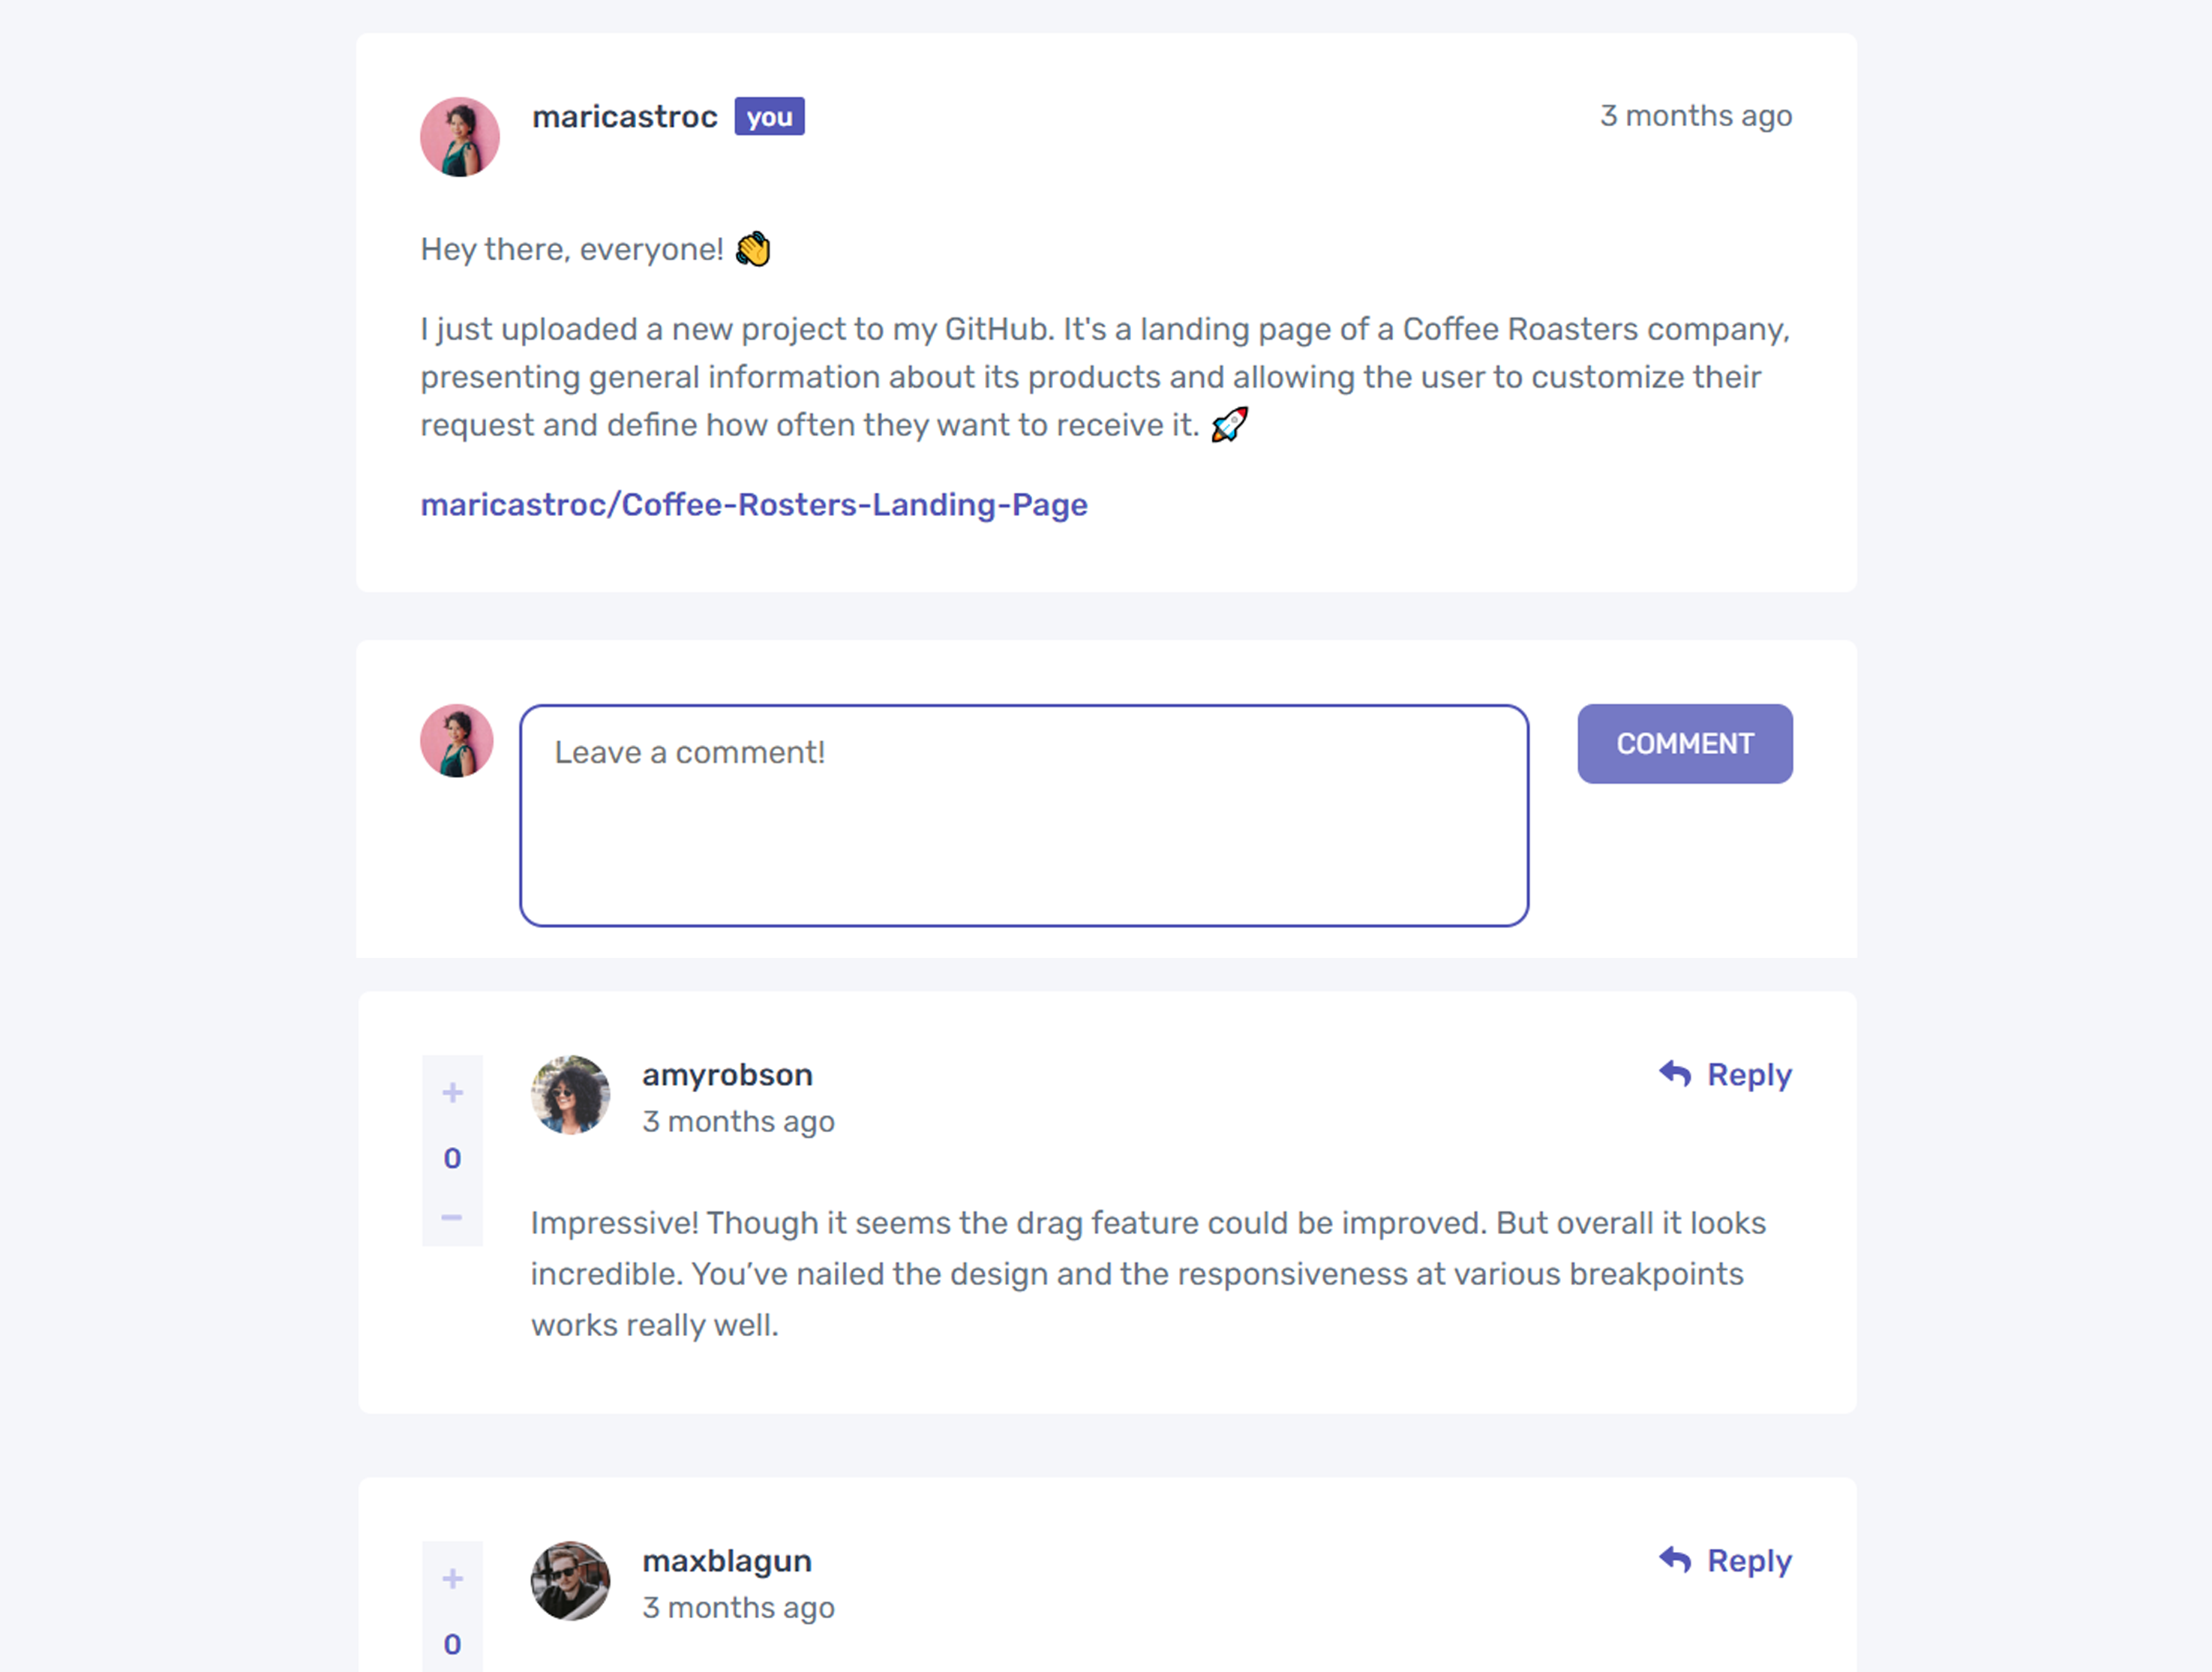 maricastroc you 3 months ago
Hey there, everyone! 👋
I just uploaded a new project to my GitHub. It's a landing page of a Coffee Roasters company,
presenting general information about its products and allowing the user to customize their
request and define how often they want to receive it. 🚀
maricastroc/Coffee-Rosters-Landing-Page
Leave a comment!
COMMENT
+
0
−
amyrobson
3 months ago
Reply
Impressive! Though it seems the drag feature could be improved. But overall it looks
incredible. You’ve nailed the design and the responsiveness at various breakpoints
works really well.
+
0
maxblagun
3 months ago
Reply